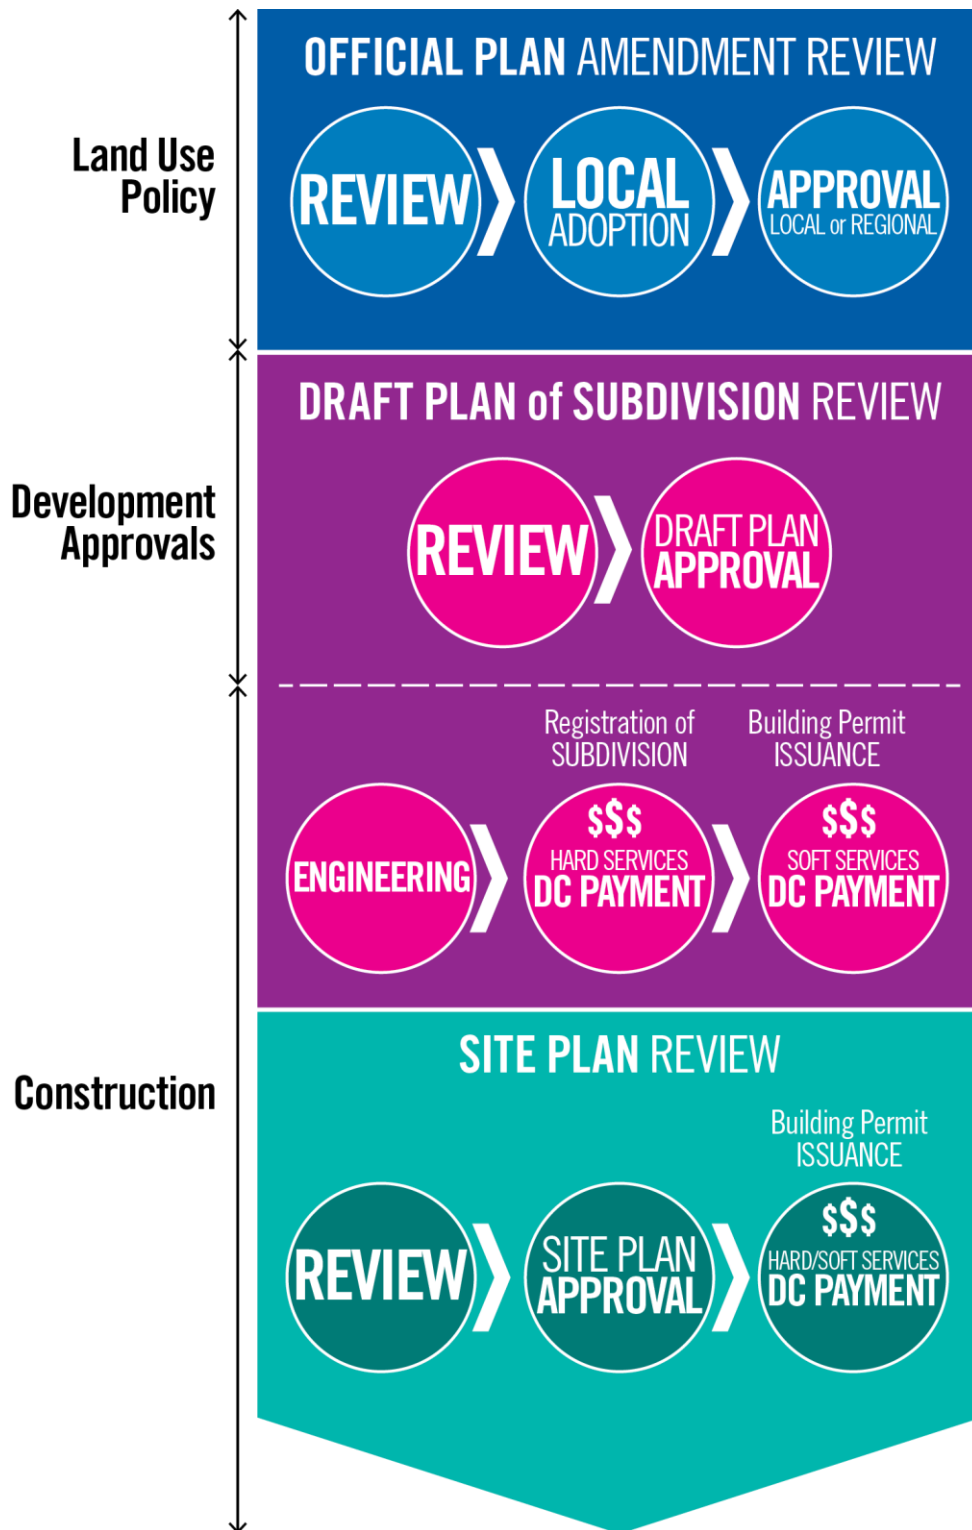 Land Use
Policy
OFFICIAL PLAN AMENDMENT REVIEW
REVIEW
LOCAL
ADOPTION
APPROVAL
LOCAL or REGIONAL
Development
Approvals
DRAFT PLAN of SUBDIVISION REVIEW
REVIEW
DRAFT PLAN
APPROVAL
Construction
ENGINEERING
Registration of
SUBDIVISION
$$$
HARD SERVICES
DC PAYMENT
Building Permit
ISSUANCE
$$$
SOFT SERVICES
DC PAYMENT
SITE PLAN REVIEW
REVIEW
SITE PLAN
APPROVAL
Building Permit
ISSUANCE
$$$
HARD/SOFT SERVICES
DC PAYMENT